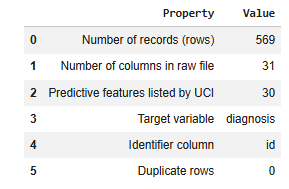 Property Value
0 Number of records (rows) 569
1 Number of columns in raw file 31
2 Predictive features listed by UCI 30
3 Target variable diagnosis
4 Identifier column id
5 Duplicate rows 0